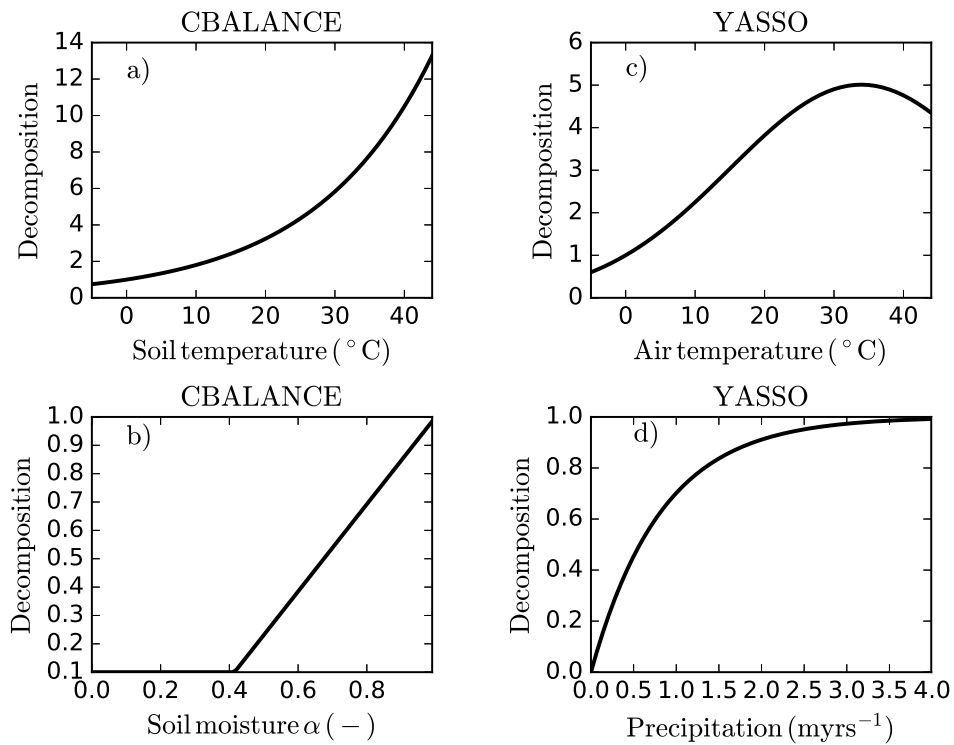 CBALANCE
14
12
10
8
6
4
2
0
a)
Decomposition
0 10 20 30 40
Soil temperature (°C)
YASSO
6
5
4
3
2
1
0
c)
Decomposition
0 10 20 30 40
Air temperature (°C)
CBALANCE
1.0
0.9
0.8
0.7
0.6
0.5
0.4
0.3
0.2
0.1
b)
Decomposition
0.0 0.2 0.4 0.6 0.8
Soil moisture α (−)
YASSO
1.0
0.8
0.6
0.4
0.2
0.0
d)
Decomposition
0.0 0.5 1.0 1.5 2.0 2.5 3.0 3.5 4.0
Precipitation (myrs⁻¹)